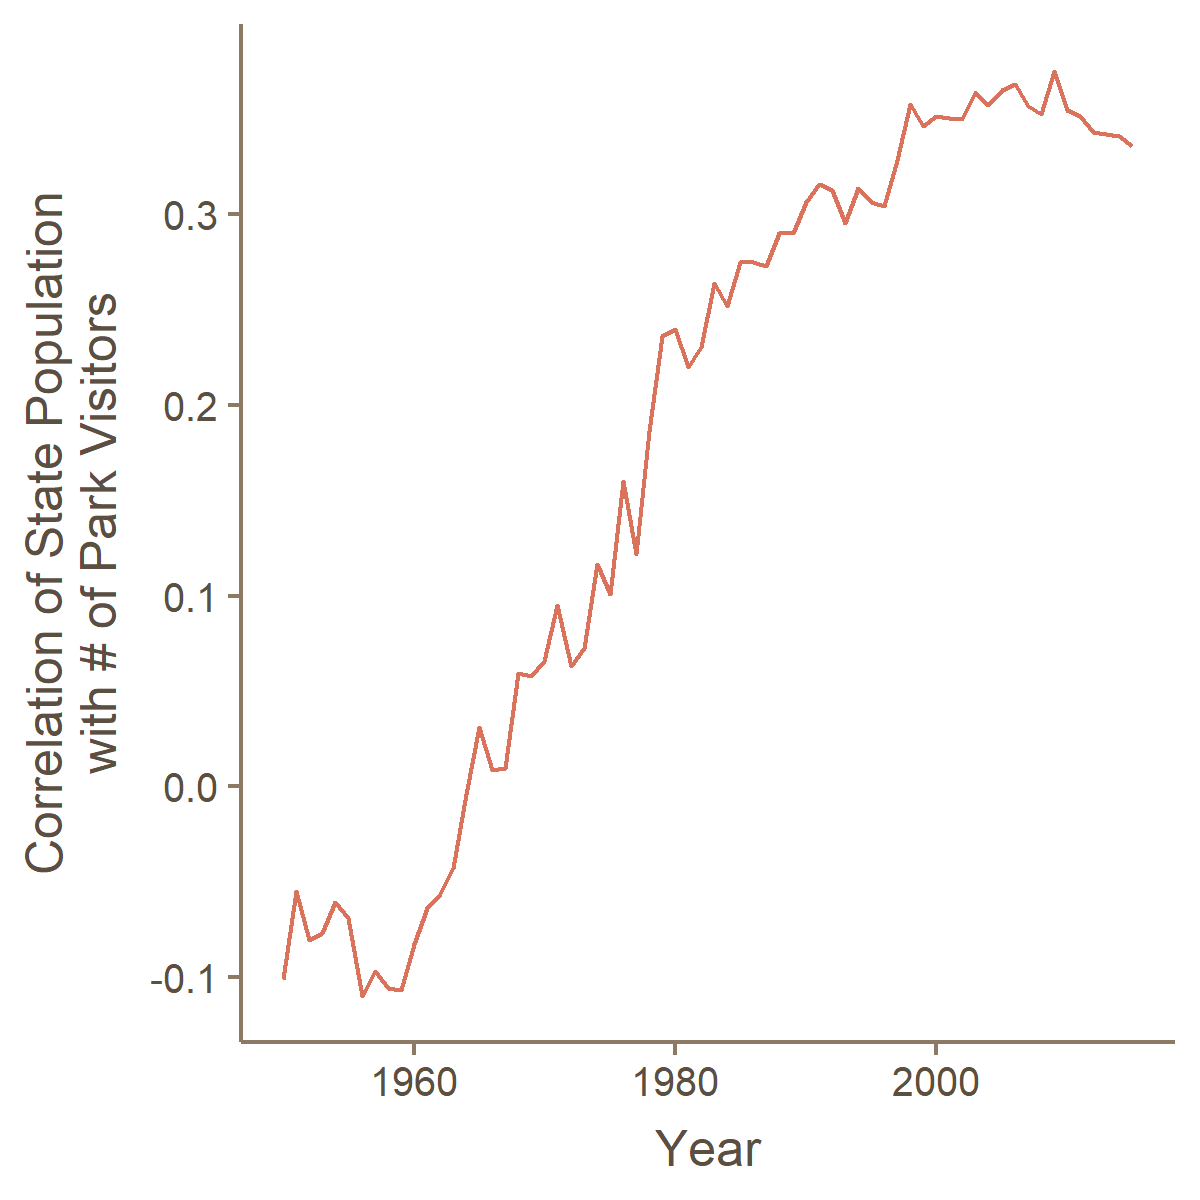 Correlation of State Population
with # of Park Visitors
0.3
0.2
0.1
0.0
-0.1
1960
1980
2000
Year